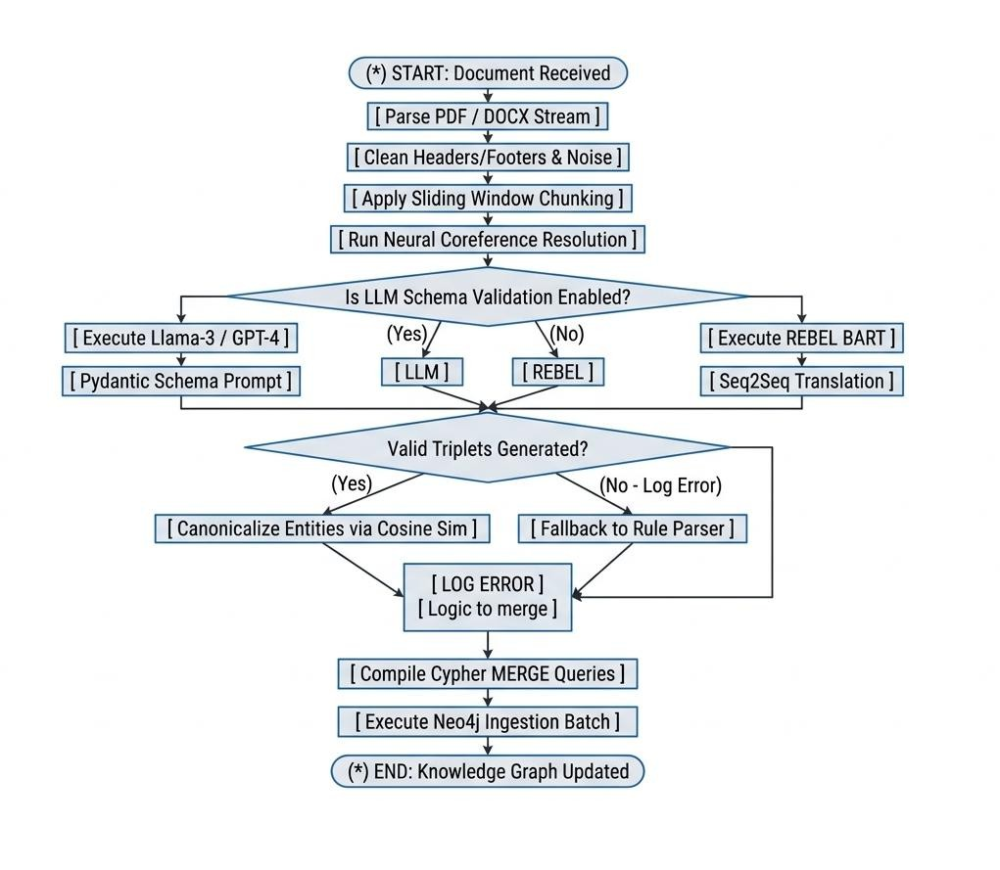 (*) START: Document Received
[ Parse PDF / DOCX Stream ]
[ Clean Headers/Footers & Noise ]
[ Apply Sliding Window Chunking ]
[ Run Neural Coreference Resolution ]
Is LLM Schema Validation Enabled?
(Yes)
(No)
[ Execute Llama-3 / GPT-4 ]
[ Execute REBEL BART ]
[ LLM ]
[ REBEL ]
[ Pydantic Schema Prompt ]
[ Seq2Seq Translation ]
Valid Triplets Generated?
(Yes)
(No - Log Error)
[ Canonicalize Entities via Cosine Sim ]
[ Fallback to Rule Parser ]
[ LOG ERROR ]
[ Logic to merge ]
[ Compile Cypher MERGE Queries ]
[ Execute Neo4j Ingestion Batch ]
(*) END: Knowledge Graph Updated